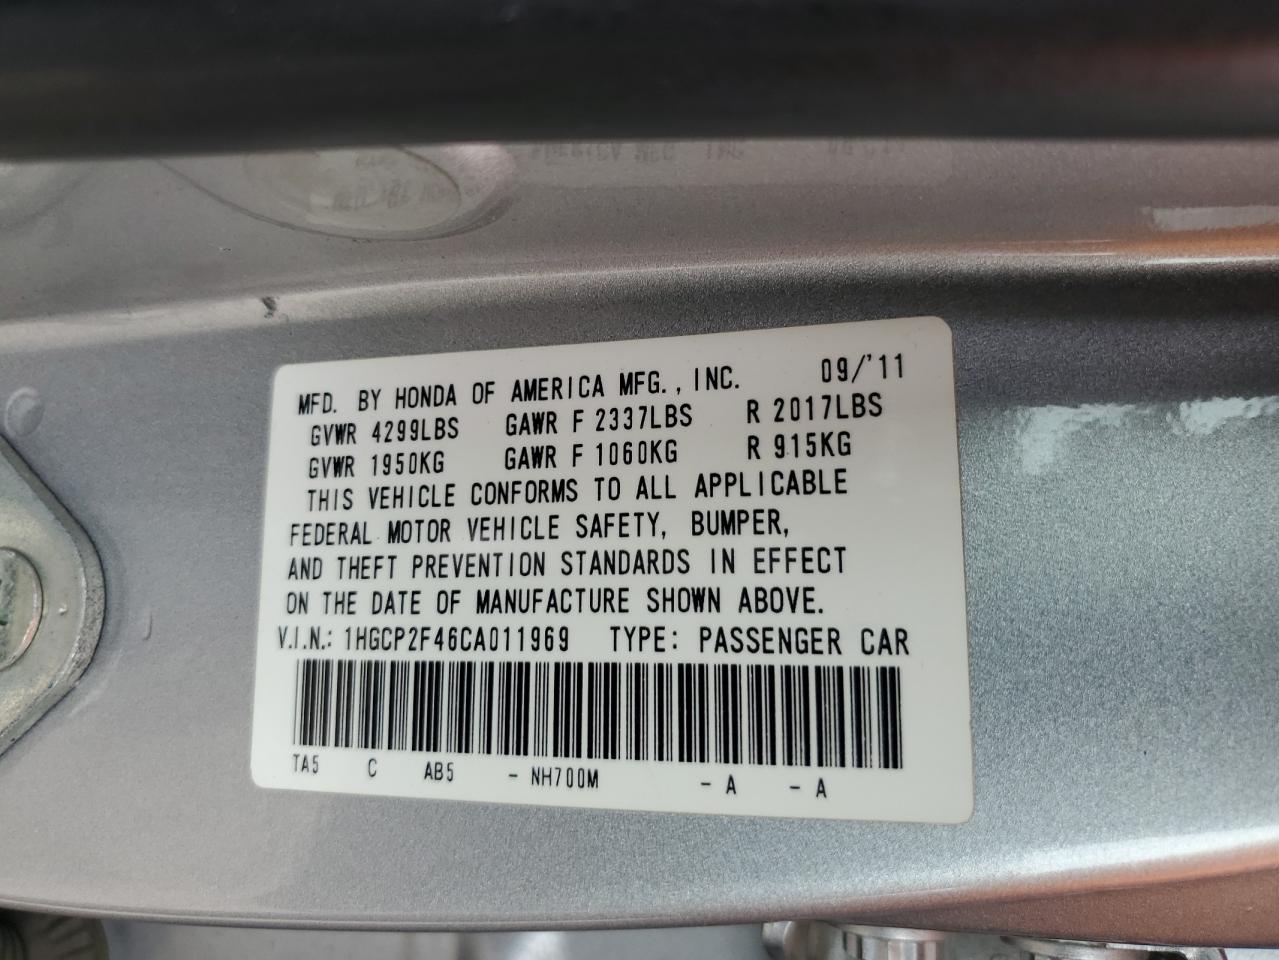 MFD. BY HONDA OF AMERICA MFG., INC. 09/'11
GVWR 4299LBS GAWR F 2337LBS R 2017LBS
GVWR 1950KG GAWR F 1060KG R 915KG
THIS VEHICLE CONFORMS TO ALL APPLICABLE
FEDERAL MOTOR VEHICLE SAFETY, BUMPER,
AND THEFT PREVENTION STANDARDS IN EFFECT
ON THE DATE OF MANUFACTURE SHOWN ABOVE.
V.I.N.: 1HGCP2F46CA011969 TYPE: PASSENGER CAR
TA5 C AB5 - NH700M - A - A